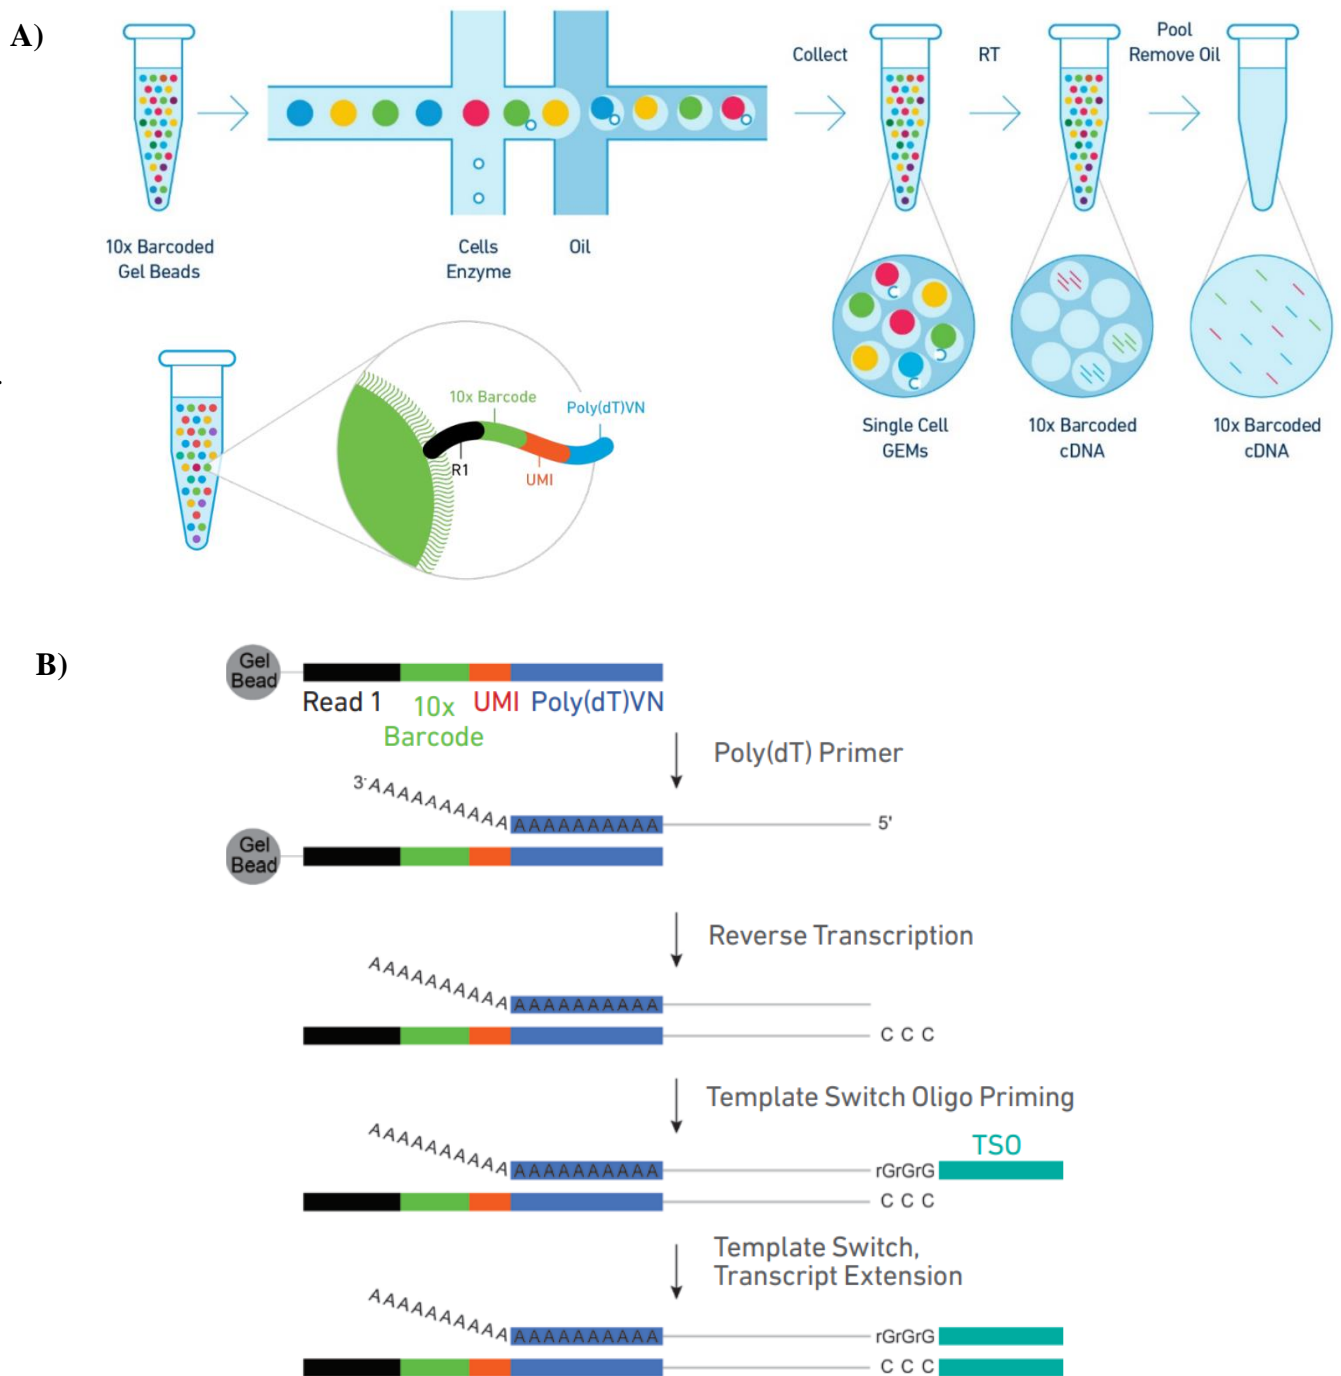 A)
Collect
RT
Pool
Remove Oil
10x Barcoded
Gel Beads
Cells
Enzyme
Oil
10x Barcode
Poly(dT)VN
R1
UMI
Single Cell
GEMs
10x Barcoded
cDNA
10x Barcoded
cDNA
B)
Gel
Bead
Read 1
10x
Barcode
UMI
Poly(dT)VN
Poly(dT) Primer
3'AAAAAAAAAA
AAAAAAAAAA
5'
Gel
Bead
Reverse Transcription
AAAAAAAAAA
AAAAAAAAAA
C C C
Template Switch Oligo Priming
TSO
AAAAAAAAAA
AAAAAAAAAA
rGrGrG
C C C
Template Switch,
Transcript Extension
AAAAAAAAAA
AAAAAAAAAA
rGrGrG
C C C